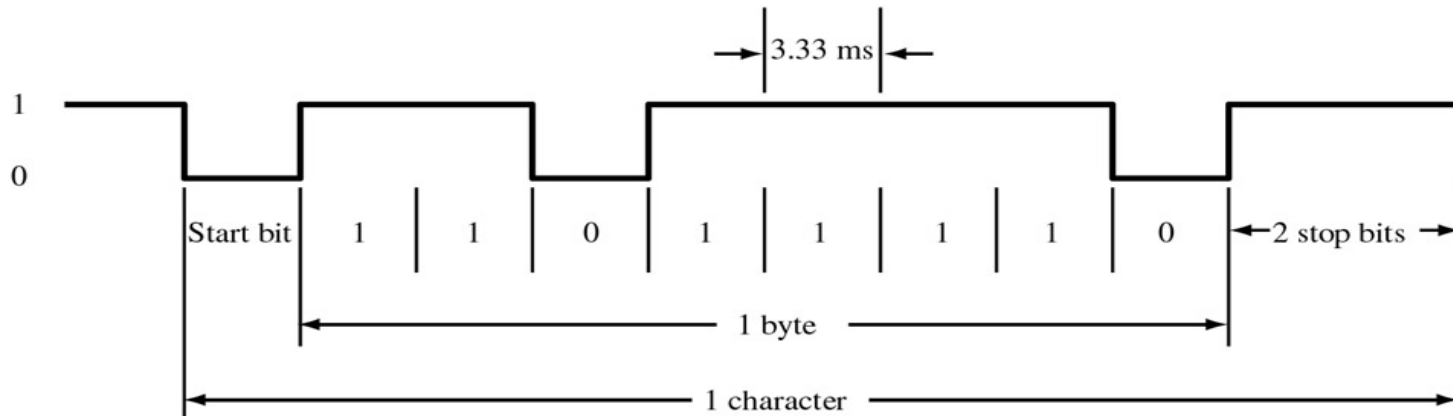 3.33 ms
1
0
Start bit 1 1 0 1 1 1 1 0 2 stop bits
1 byte
1 character